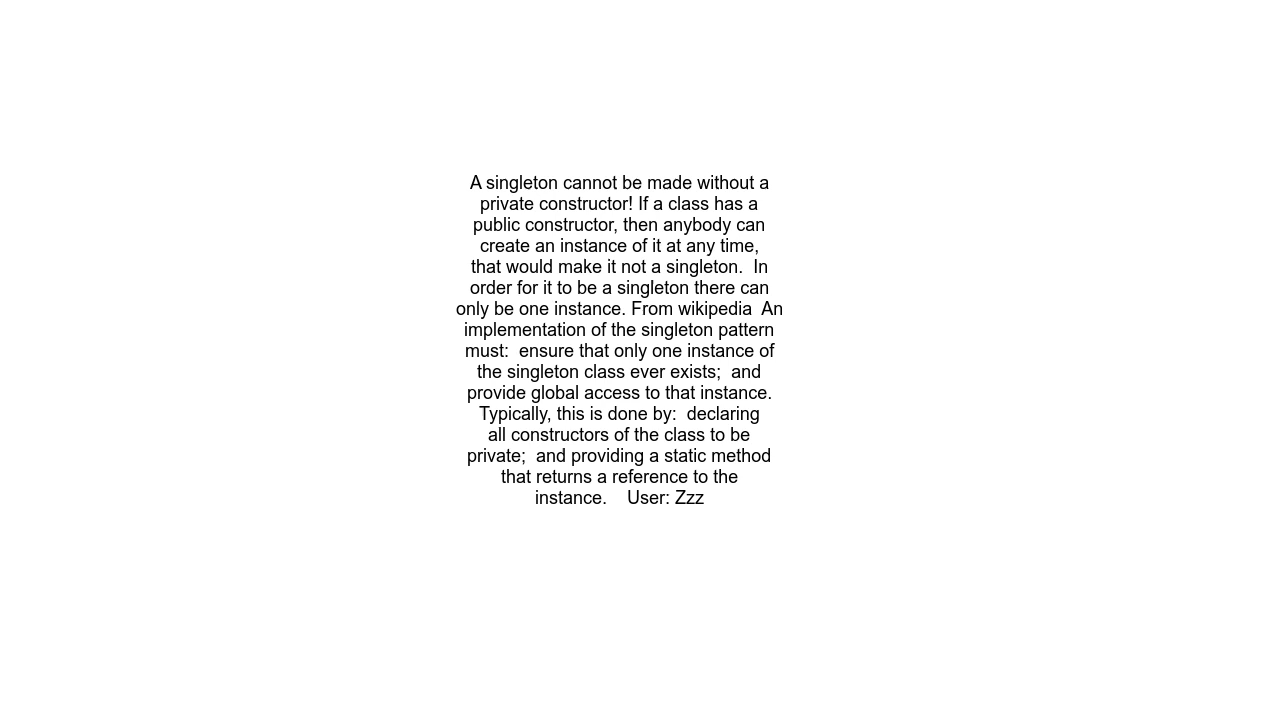 A singleton cannot be made without a
private constructor! If a class has a
public constructor, then anybody can
create an instance of it at any time,
that would make it not a singleton.  In
order for it to be a singleton there can
only be one instance. From wikipedia  An
implementation of the singleton pattern
must:  ensure that only one instance of
the singleton class ever exists;  and
provide global access to that instance.
Typically, this is done by:  declaring
all constructors of the class to be
private;  and providing a static method
that returns a reference to the
instance.    User: Zzz